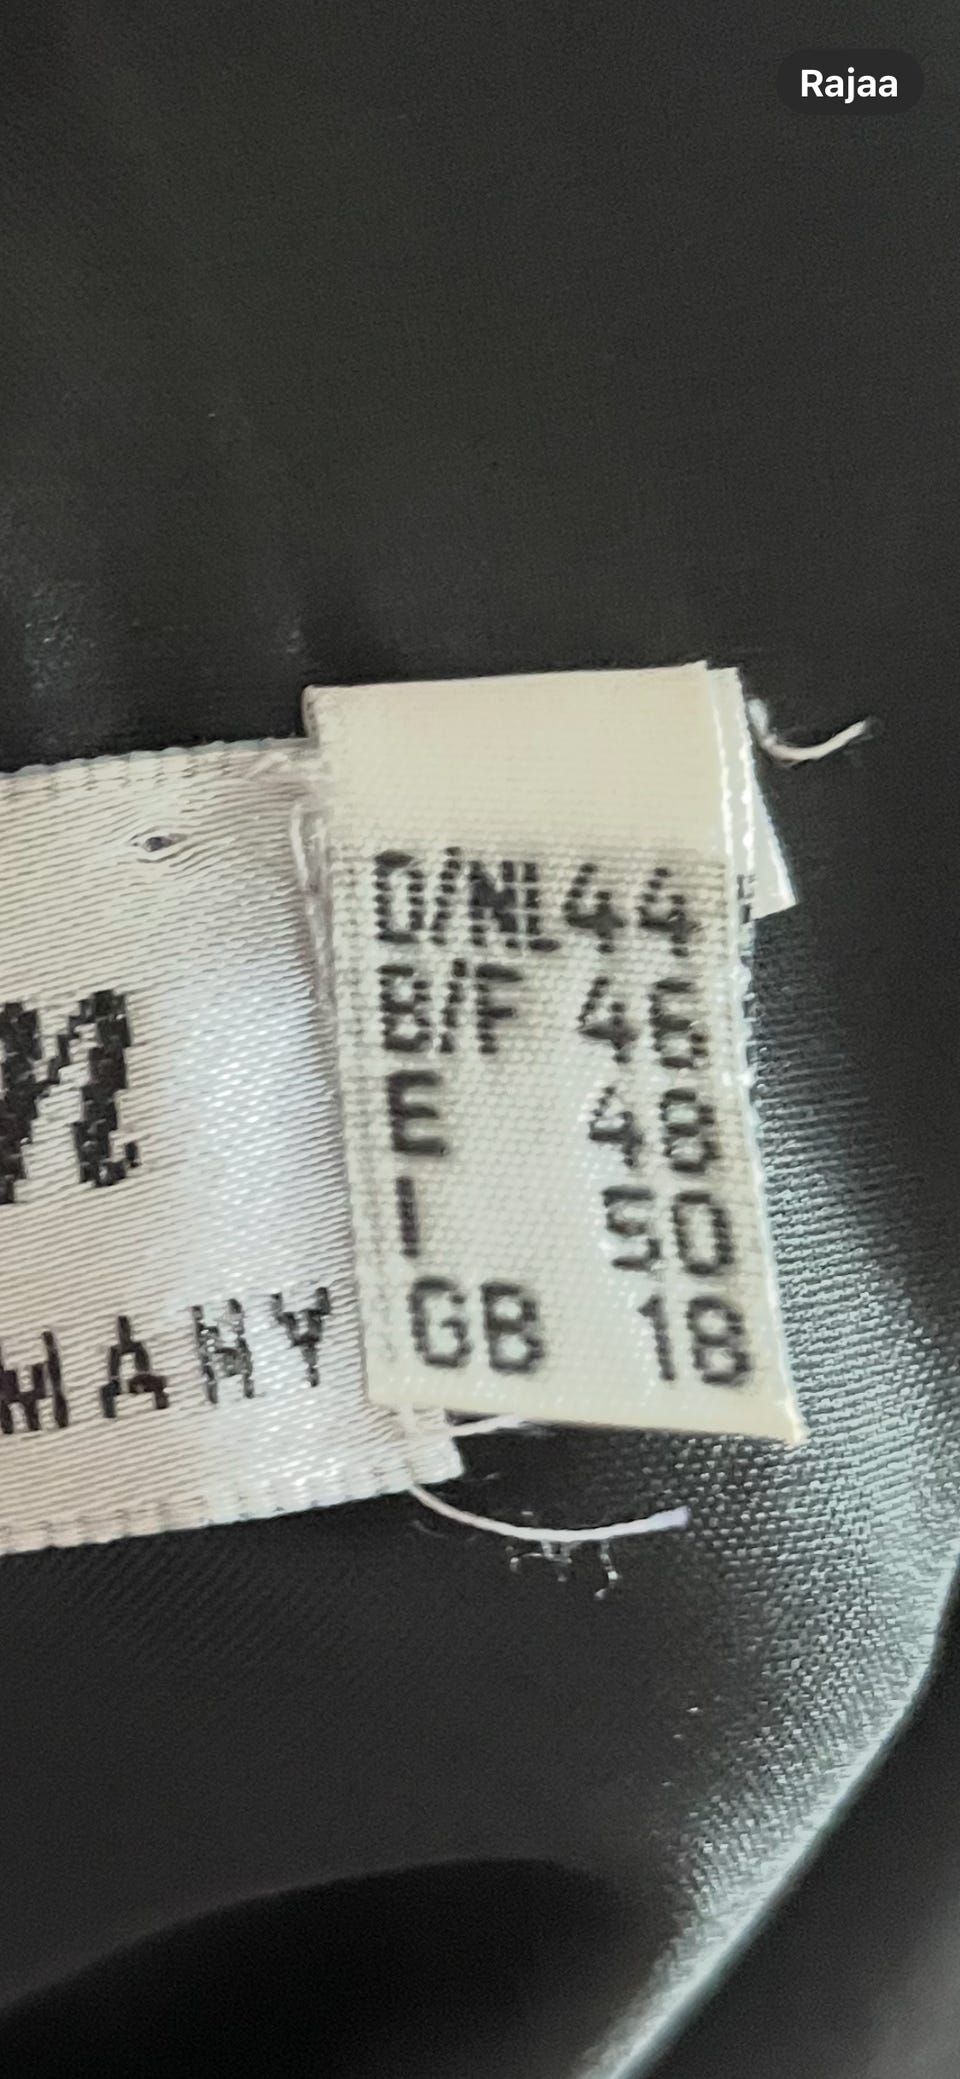 Rajaa
D/NL 44
B/F 46
E 48
I 50
GB 18
MANY